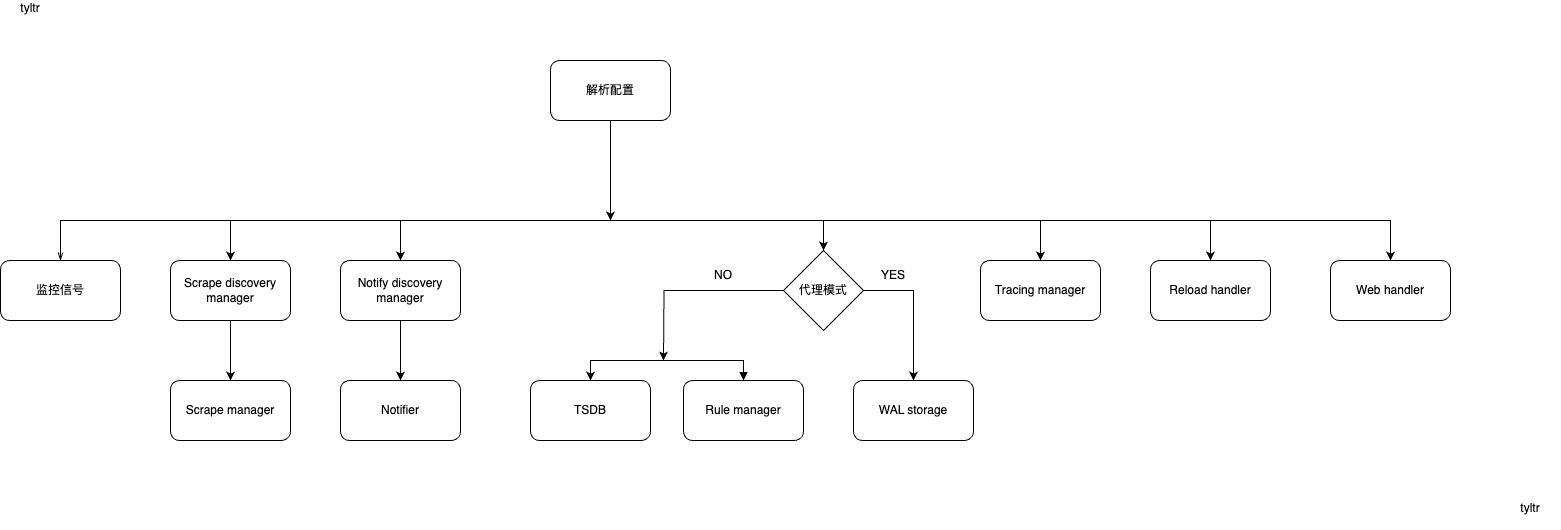 tyltr
解析配置
监控信号
Scrape discovery
manager
Notify discovery
manager
NO
代理模式
YES
Tracing manager
Reload handler
Web handler
Scrape manager
Notifier
TSDB
Rule manager
WAL storage
tyltr